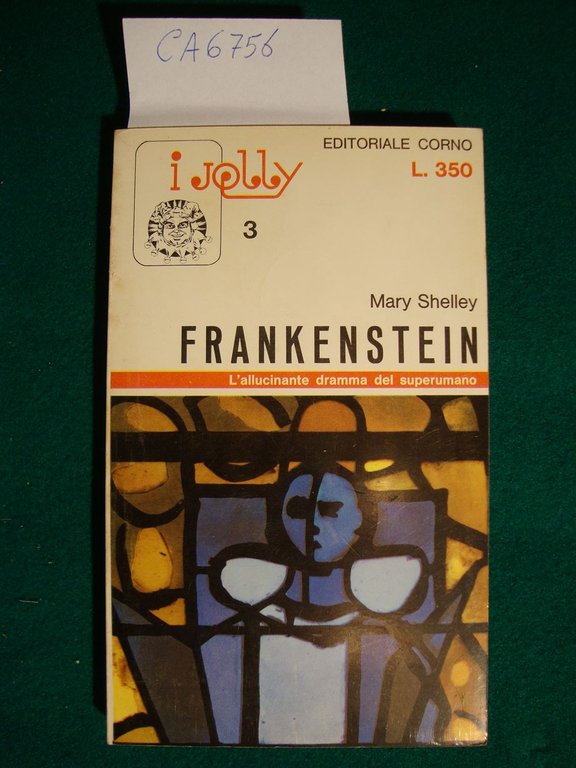 CA6756
EDITORIALE CORNO
i Jolly
L. 350
3
Mary Shelley
FRANKENSTEIN
L'allucinante dramma del superumano